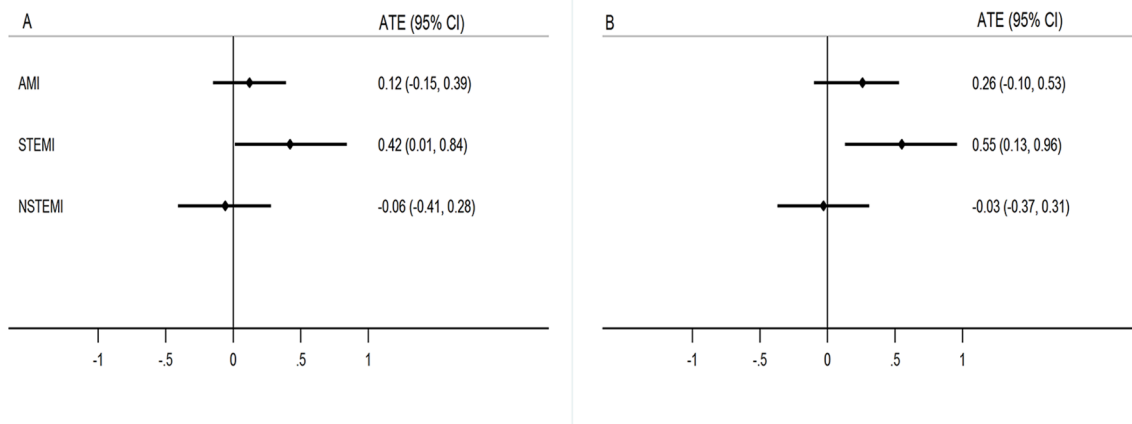 A ATE (95% CI)
AMI 0.12 (-0.15, 0.39)
STEMI 0.42 (0.01, 0.84)
NSTEMI -0.06 (-0.41, 0.28)
-1 -.5 0 .5 1
B ATE (95% CI)
0.26 (-0.10, 0.53)
0.55 (0.13, 0.96)
-0.03 (-0.37, 0.31)
-1 -.5 0 .5 1